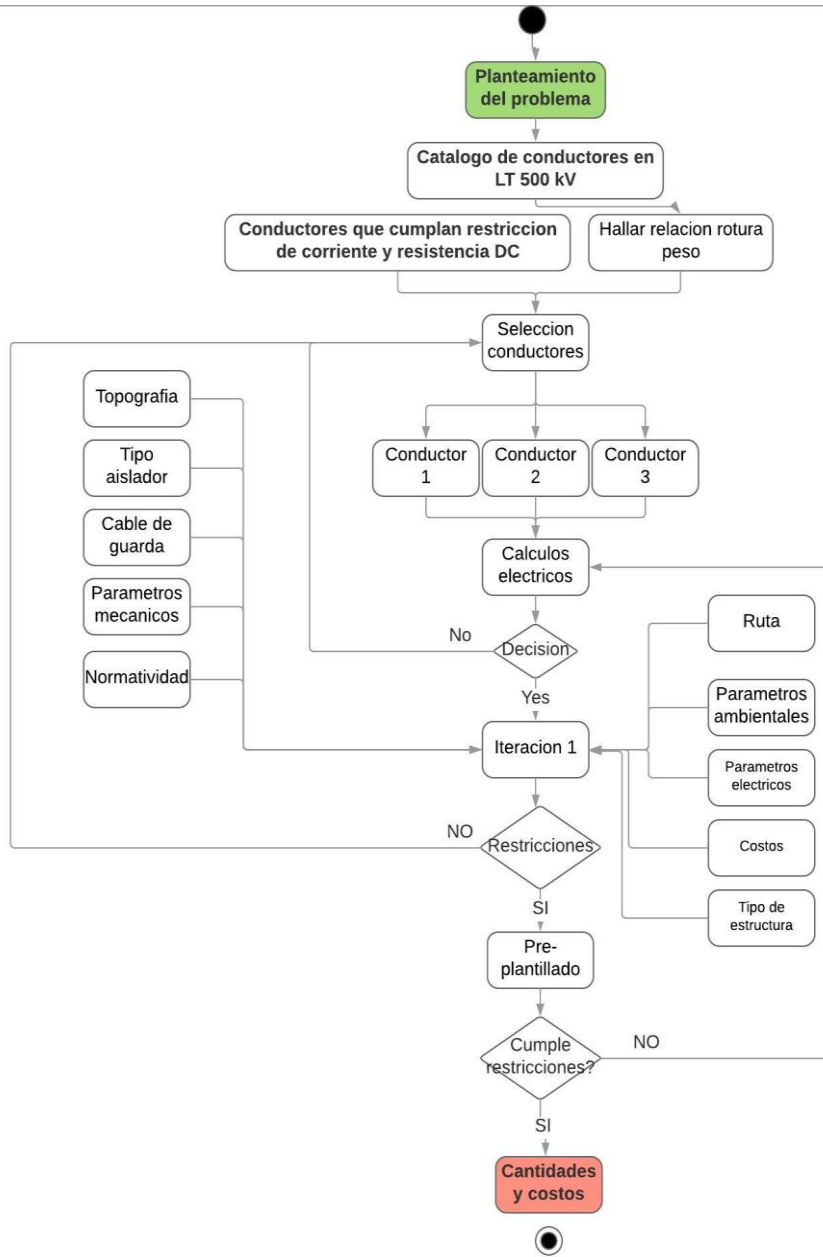 Planteamiento
del problema
Catalogo de conductores en
LT 500 kV
Conductores que cumplan restriccion
de corriente y resistencia DC
Hallar relacion rotura
peso
Seleccion
conductores
Topografia
Tipo
aislador
Cable de
guarda
Parametros
mecanicos
Normatividad
Conductor
1
Conductor
2
Conductor
3
Calculos
electricos
No
Decision
Yes
Ruta
Parametros
ambientales
Parametros
electricos
Costos
Tipo de
estructura
Iteracion 1
NO
Restricciones
SI
Pre-
plantillado
Cumple
restricciones?
NO
SI
Cantidades
y costos